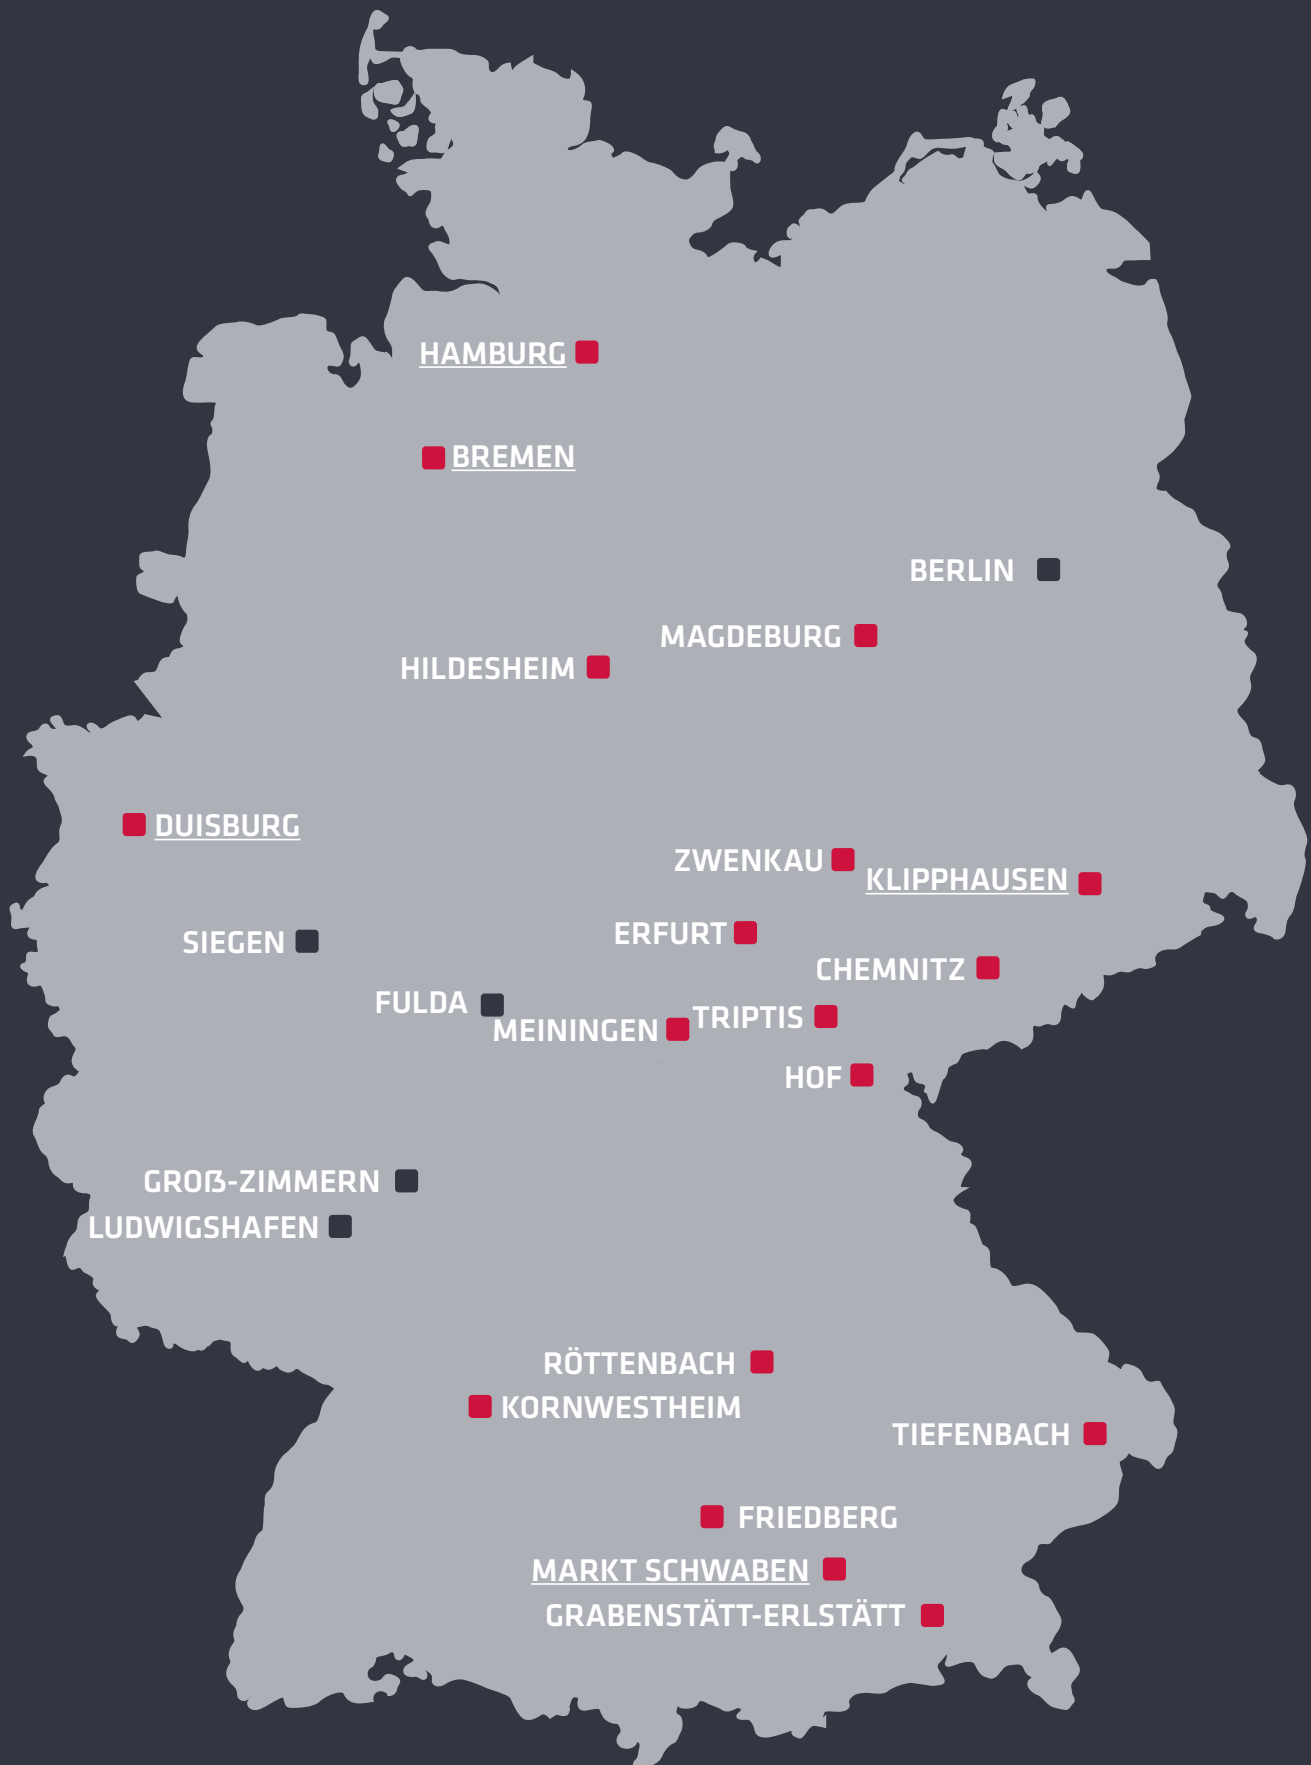 HAMBURG
BREMEN
BERLIN
MAGDEBURG
HILDESHEIM
DUISBURG
ZWENKAU
KLIPPHAUSEN
ERFURT
SIEGEN
CHEMNITZ
FULDA
TRIPTIS
MEININGEN
HOF
GROẞ-ZIMMERN
LUDWIGSHAFEN
RÖTTENBACH
KORNWESTHEIM
TIEFENBACH
FRIEDBERG
MARKT SCHWABEN
GRABENSTÄTT-ERLSTÄTT